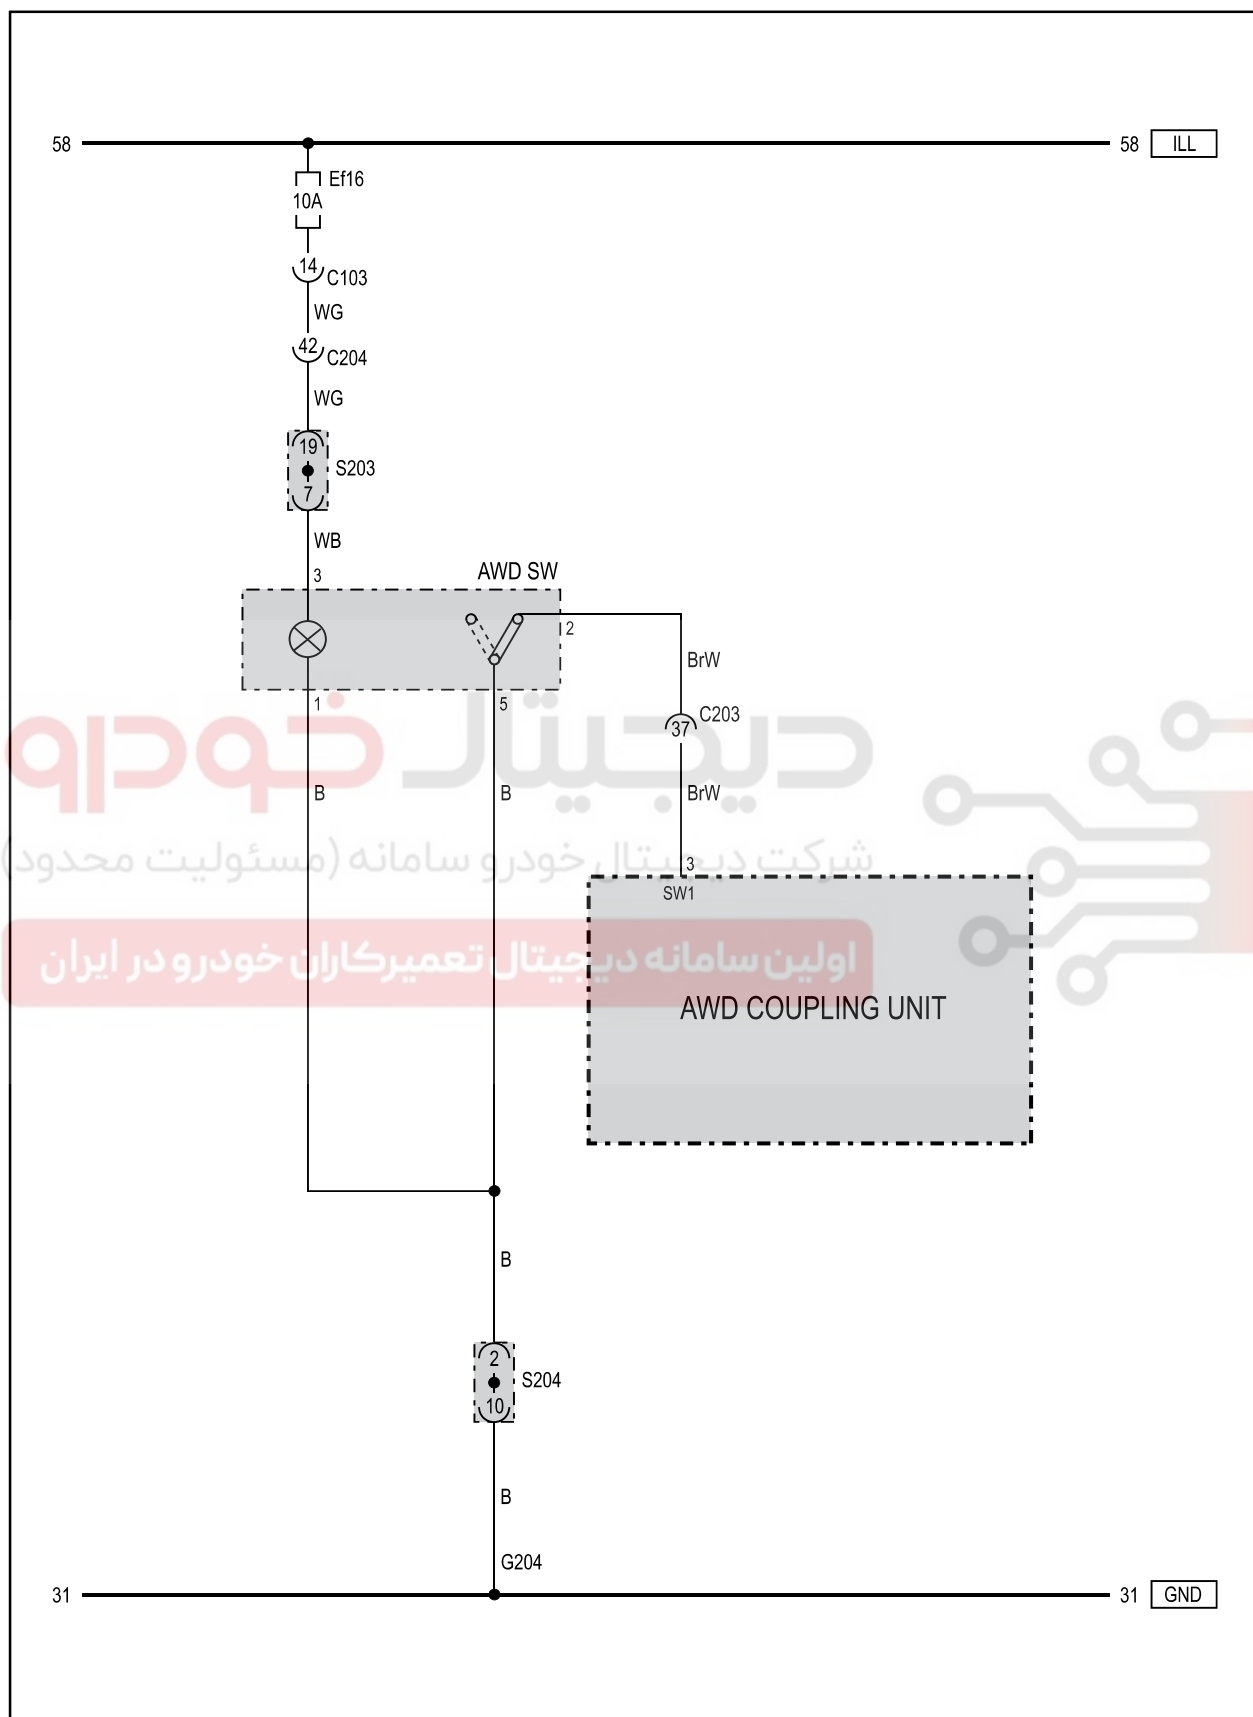 58
58 ILL
Ef16
10A
14 C103
WG
42 C204
WG
19
S203
7
WB
3
AWD SW
2
BrW
1
5
C203
37
دیجیتال خودرو
B
B
BrW
شرکت دیجیتال خودرو سامانه (مسئولیت محدود)
3
SW1
اولین سامانه دیجیتال تعمیرکاران خودرو در ایران
AWD COUPLING UNIT
B
2
S204
10
B
G204
31
31 GND